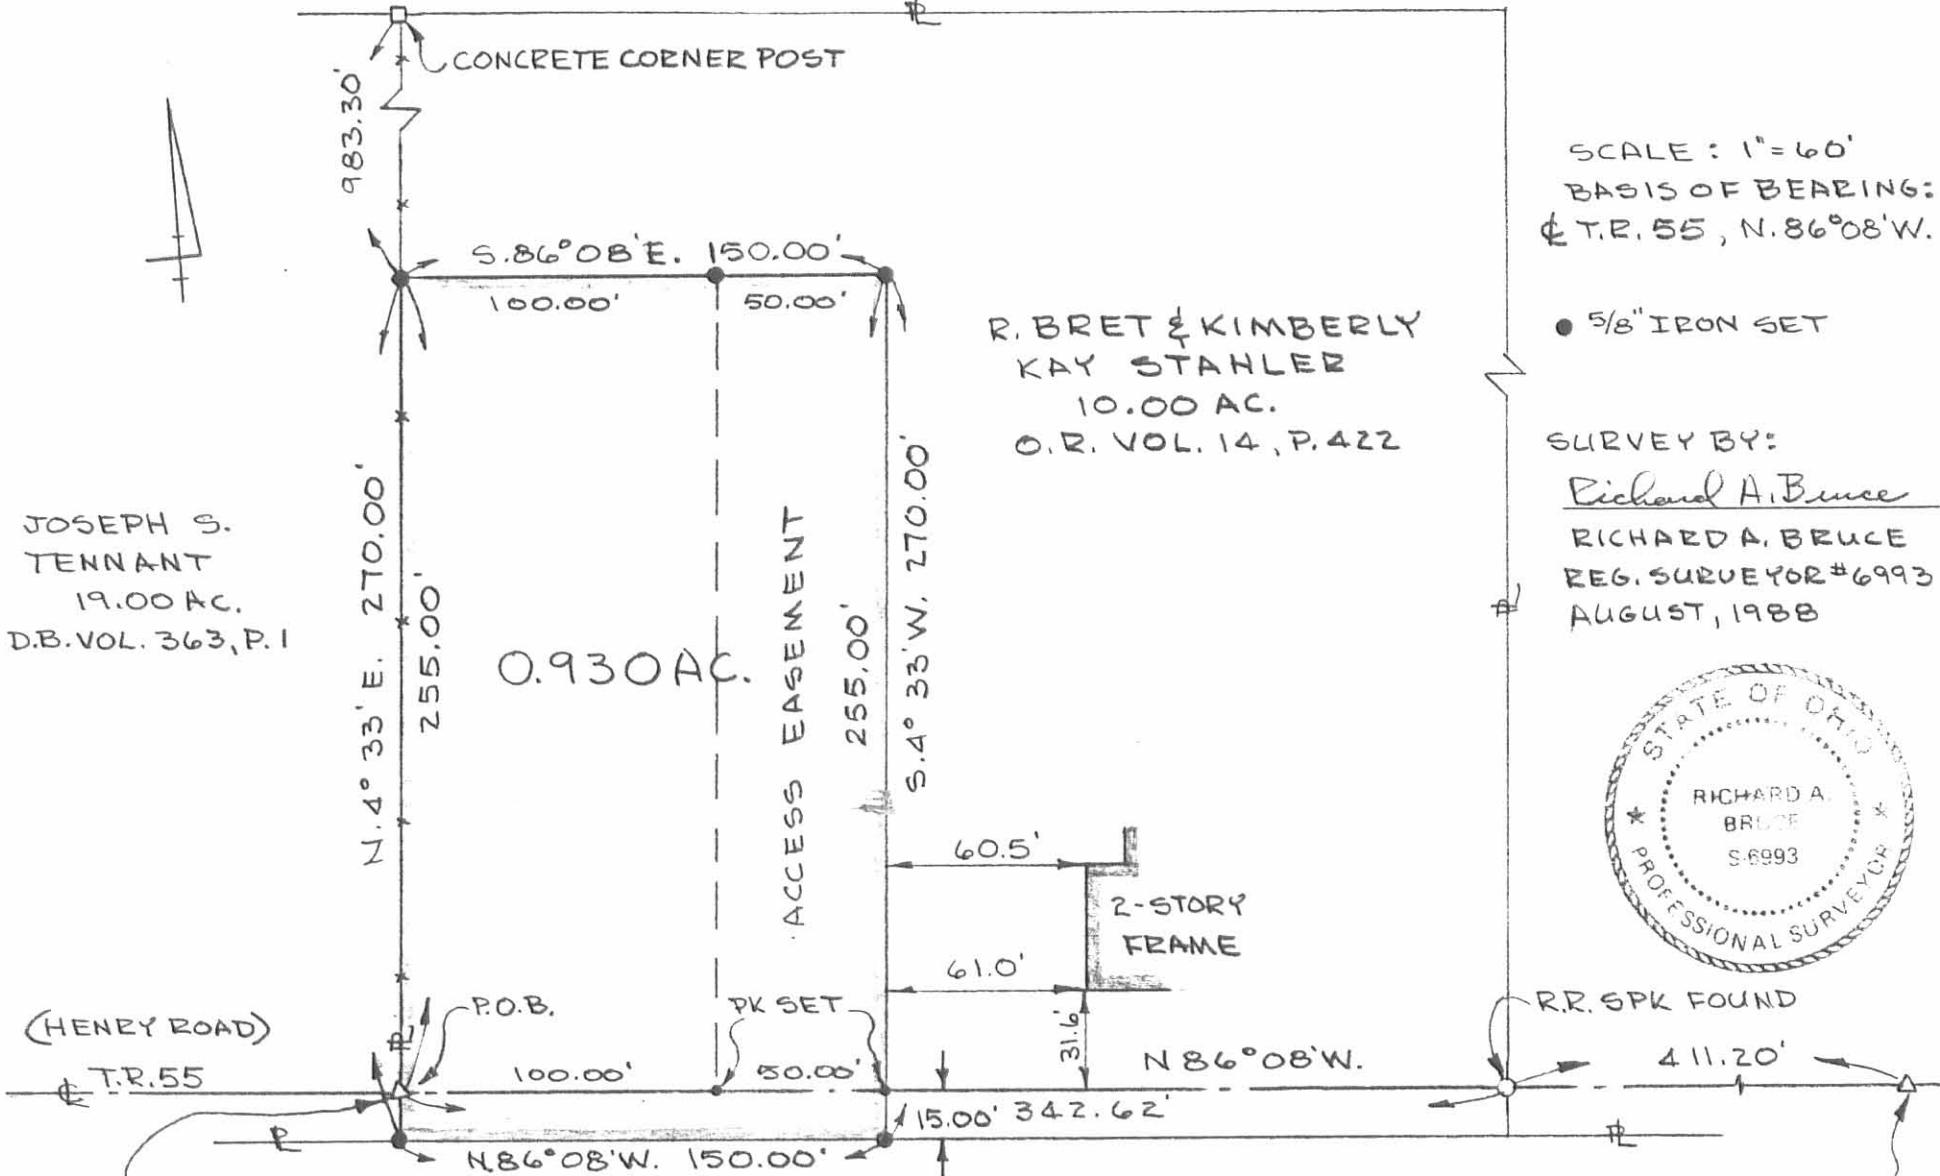 ℄
CONCRETE CORNER POST
983.30'
SCALE : 1"=60'
BASIS OF BEARING:
℄ T.R. 55, N. 86°08'W.
S. 86°08'E. 150.00'
100.00'
50.00'
● 5/8" IRON SET
R. BRET & KIMBERLY
KAY STAHLER
10.00 AC.
O.R. VOL. 14, P. 422
SURVEY BY:
Richard A. Bruce
RICHARD A. BRUCE
REG. SURVEYOR #6993
AUGUST, 1988
JOSEPH S.
TENNANT
19.00 AC.
D.B. VOL. 363, P. 1
N. 4° 33' E. 270.00'
255.00'
0.930 AC.
ACCESS EASEMENT
255.00'
S. 4° 33' W. 270.00'
STATE OF OHIO
RICHARD A.
BRUCE
S-6993
PROFESSIONAL SURVEYOR
60.5'
2-STORY
FRAME
61.0'
31.6'
(HENRY ROAD)
℄ T.R. 55
P.O.B.
PK SET
R.R. SPK FOUND
100.00'
50.00'
N 86°08'W.
411.20'
15.00'
342.62'
N. 86°08'W. 150.00'